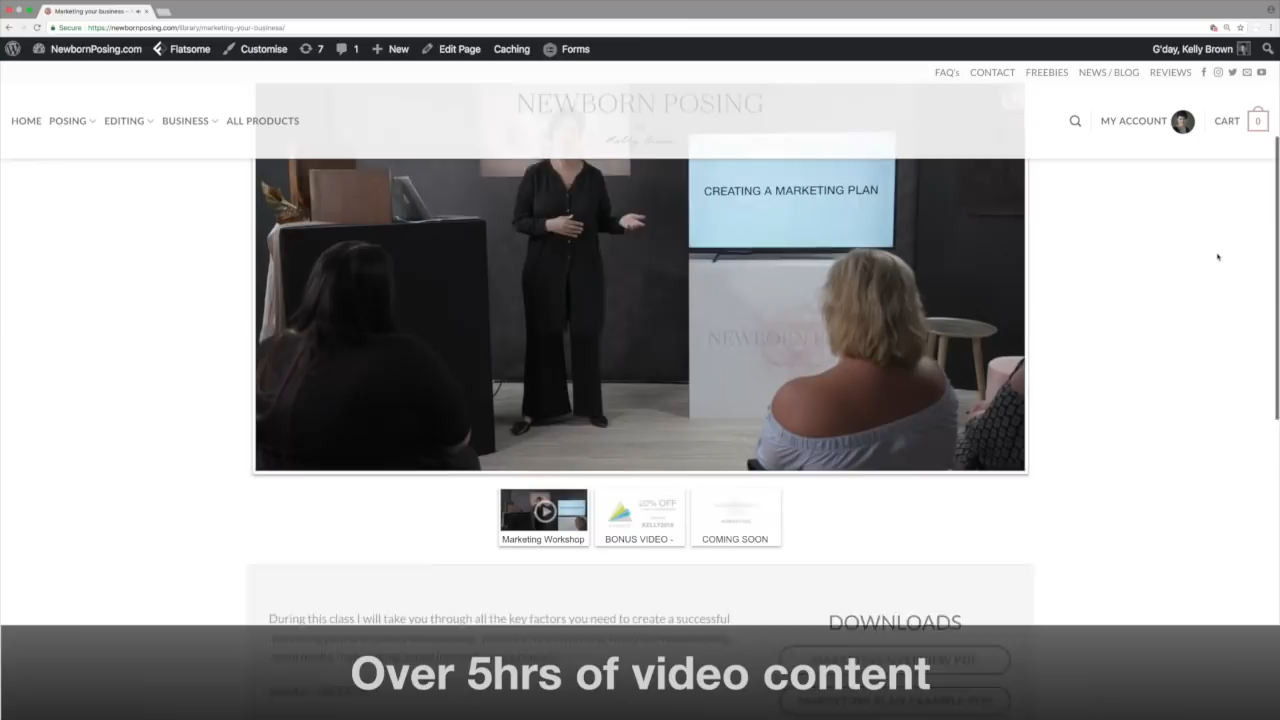 Marketing your business -
Secure https://newbornposing.com/library/marketing-your-business/
NewbornPosing.com Flatsome Customise 7 1 New Edit Page Caching Forms G'day, Kelly Brown
FAQ's CONTACT FREEBIES NEWS / BLOG REVIEWS
NEWBORN POSING
HOME POSING EDITING BUSINESS ALL PRODUCTS MY ACCOUNT CART 0
Kelly Brown
CREATING A MARKETING PLAN
NEWBORN
20% OFF
KELLY2018
Marketing Workshop BONUS VIDEO - COMING SOON
During this class I will take you through all the key factors you need to create a successful
DOWNLOADS
Over 5hrs of video content